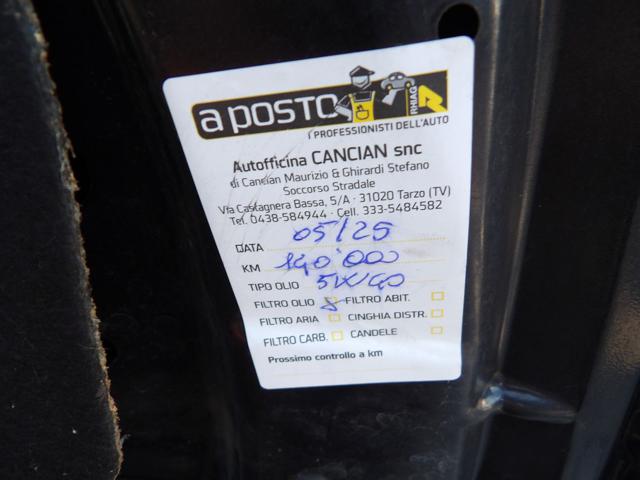 a posto
RHIAG
I PROFESSIONISTI DELL'AUTO
Autofficina CANCIAN snc
di Cancian Maurizio & Ghirardi Stefano
Soccorso Stradale
Via Castagnera Bassa, 5/A · 31020 Tarzo (TV)
Tel. 0438-584944 · Cell. 333-5484582
DATA 05/25
KM 140'000
TIPO OLIO 5W40
FILTRO OLIO FILTRO ABIT.
FILTRO ARIA CINGHIA DISTR.
FILTRO CARB. CANDELE
Prossimo controllo a km